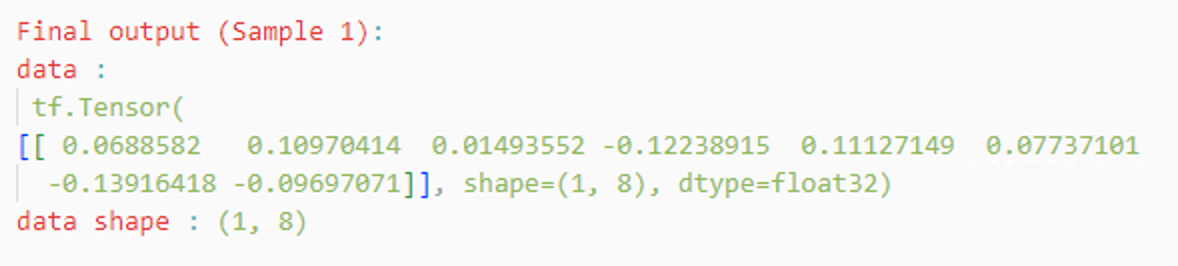 Final output (Sample 1):
data :
tf.Tensor(
[[ 0.0688582   0.10970414  0.01493552 -0.12238915  0.11127149  0.07737101
  -0.13916418 -0.09697071]], shape=(1, 8), dtype=float32)
data shape : (1, 8)